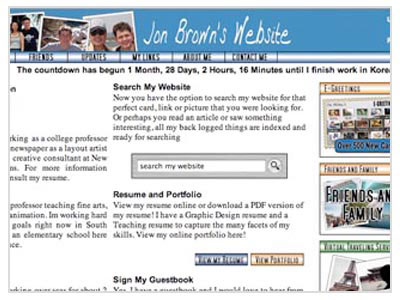 Jon Brown's Website
FRIENDS UPDATES MY LINKS ABOUT ME CONTACT ME
The countdown has begun 1 Month, 28 Days, 2 Hours, 16 Minutes until I finish work in Korea
rking as a college professor
newspaper as a layout artist
creative consultant at New
ns. For more information
nsult my resume.
professor teaching fine arts,
animation. Im working hard
goals right now in South
an elementary school here
nce.
Search My Website
Now you have the option to search my website for that
perfect card, link or picture that you were looking for.
Or perhaps you read an article or saw something
interesting, all my back logged things are indexed and
ready for searching
search my website
Resume and Portfolio
View my resume online or download a PDF version of
my resume! I have a Graphic Design resume and a
Teaching resume to capture the many facets of my
skills. View my online portfolio here!
VIEW MY RESUME VIEW PORTFOLIO
Sign My Guestbook
E-GREETINGS
Over 500 New Ca
FRIENDS AND FAMILY
FRIENDS AN
FAMILY
VIRTUAL TRAVELING SERV